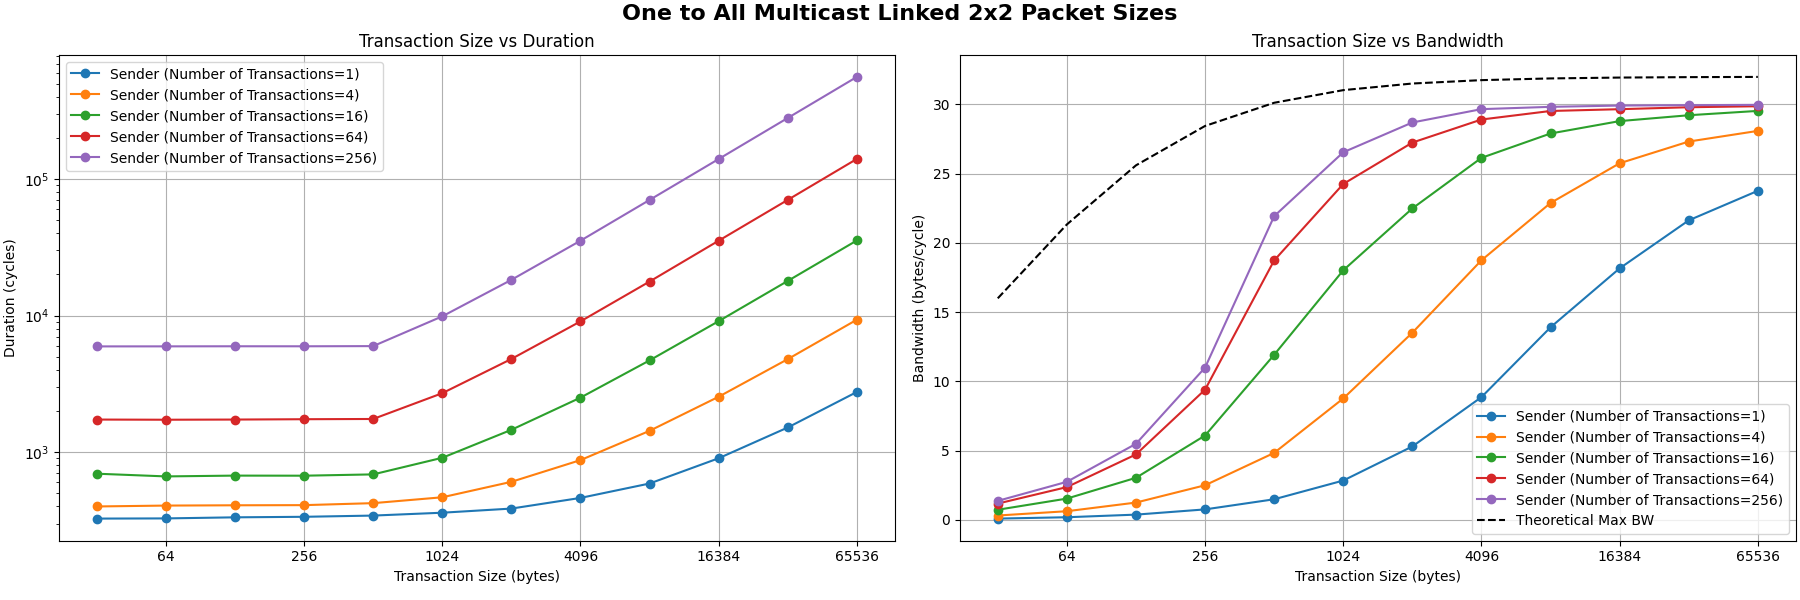 One to All Multicast Linked 2x2 Packet Sizes
Transaction Size vs Duration
Sender (Number of Transactions=1)
Sender (Number of Transactions=4)
Sender (Number of Transactions=16)
Sender (Number of Transactions=64)
Sender (Number of Transactions=256)
Duration (cycles)
10^5
10^4
10^3
64 256 1024 4096 16384 65536
Transaction Size (bytes)
Transaction Size vs Bandwidth
Bandwidth (bytes/cycle)
30
25
20
15
10
5
0
Sender (Number of Transactions=1)
Sender (Number of Transactions=4)
Sender (Number of Transactions=16)
Sender (Number of Transactions=64)
Sender (Number of Transactions=256)
Theoretical Max BW
64 256 1024 4096 16384 65536
Transaction Size (bytes)